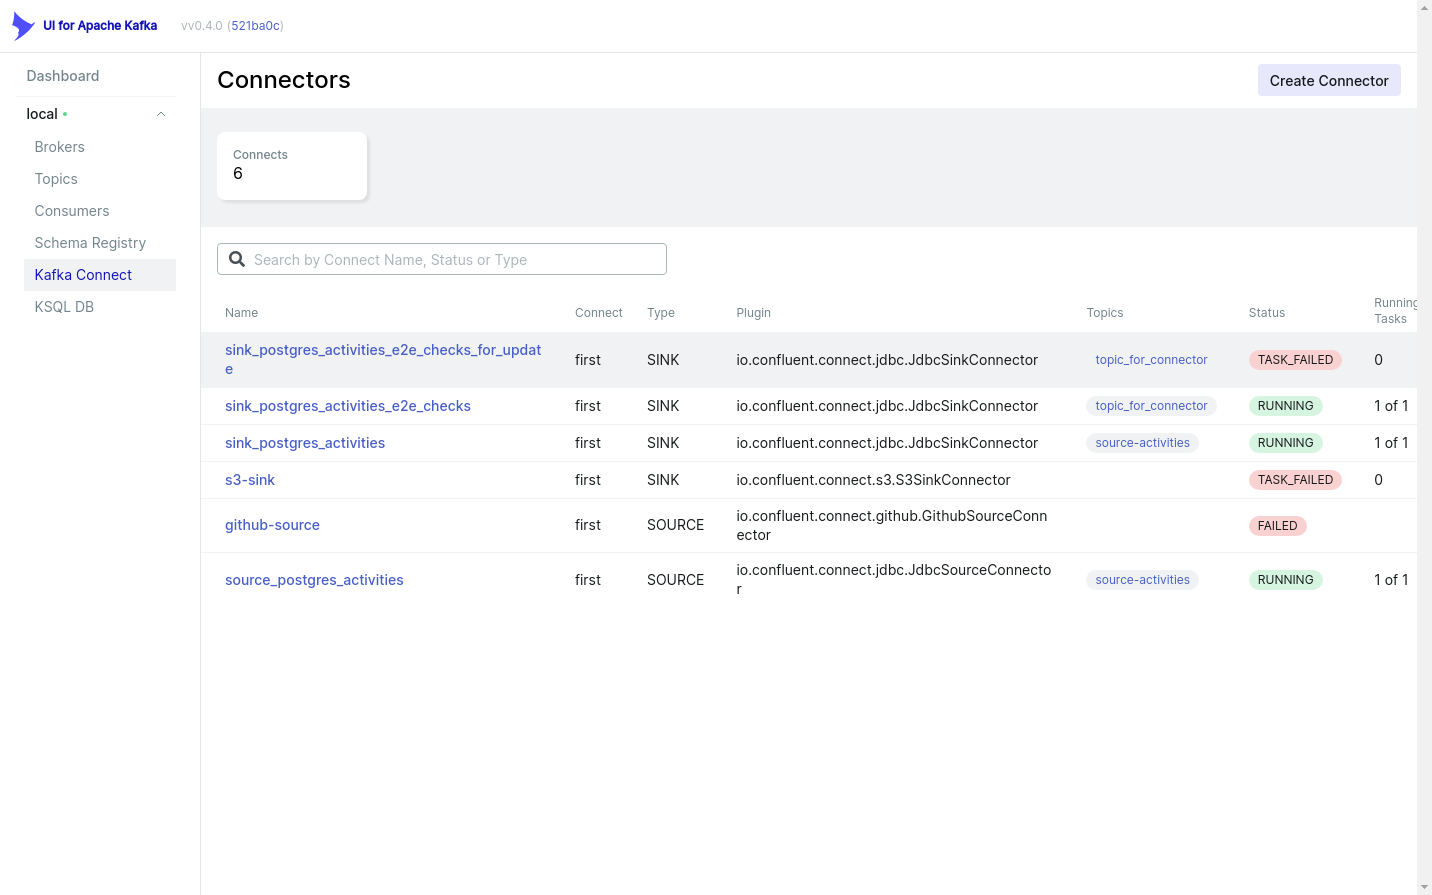 UI for Apache Kafka vv0.4.0 (521ba0c)
Dashboard
local
Brokers
Topics
Consumers
Schema Registry
Kafka Connect
KSQL DB
Connectors
Create Connector
Connects
6
Search by Connect Name, Status or Type
Name Connect Type Plugin Topics Status Running
Tasks
sink_postgres_activities_e2e_checks_for_updat
e first SINK io.confluent.connect.jdbc.JdbcSinkConnector topic_for_connector TASK_FAILED 0
sink_postgres_activities_e2e_checks first SINK io.confluent.connect.jdbc.JdbcSinkConnector topic_for_connector RUNNING 1 of 1
sink_postgres_activities first SINK io.confluent.connect.jdbc.JdbcSinkConnector source-activities RUNNING 1 of 1
s3-sink first SINK io.confluent.connect.s3.S3SinkConnector TASK_FAILED 0
github-source first SOURCE io.confluent.connect.github.GithubSourceConn
ector FAILED
source_postgres_activities first SOURCE io.confluent.connect.jdbc.JdbcSourceConnecto
r source-activities RUNNING 1 of 1